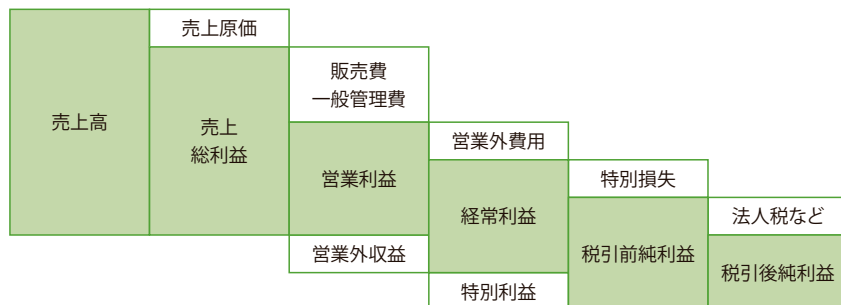 売上高
売上原価
売上
総利益
販売費
一般管理費
営業利益
営業外収益
営業外費用
経常利益
特別利益
特別損失
税引前純利益
法人税など
税引後純利益